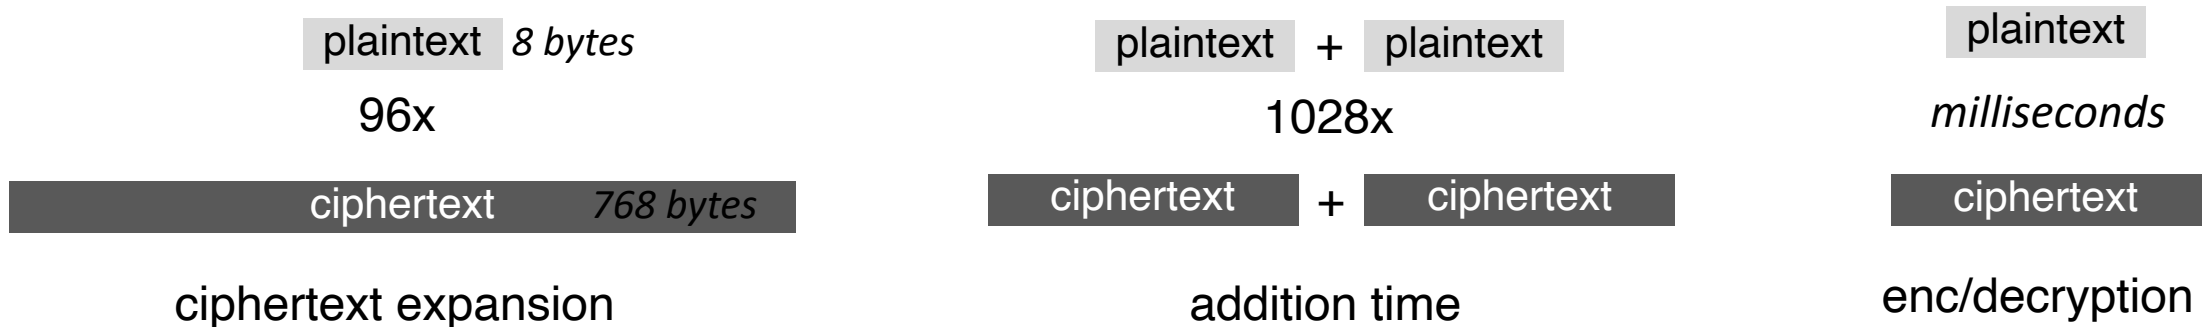 plaintext 8 bytes
96x
ciphertext 768 bytes
ciphertext expansion
plaintext + plaintext
1028x
ciphertext + ciphertext
addition time
plaintext
milliseconds
ciphertext
enc/decryption